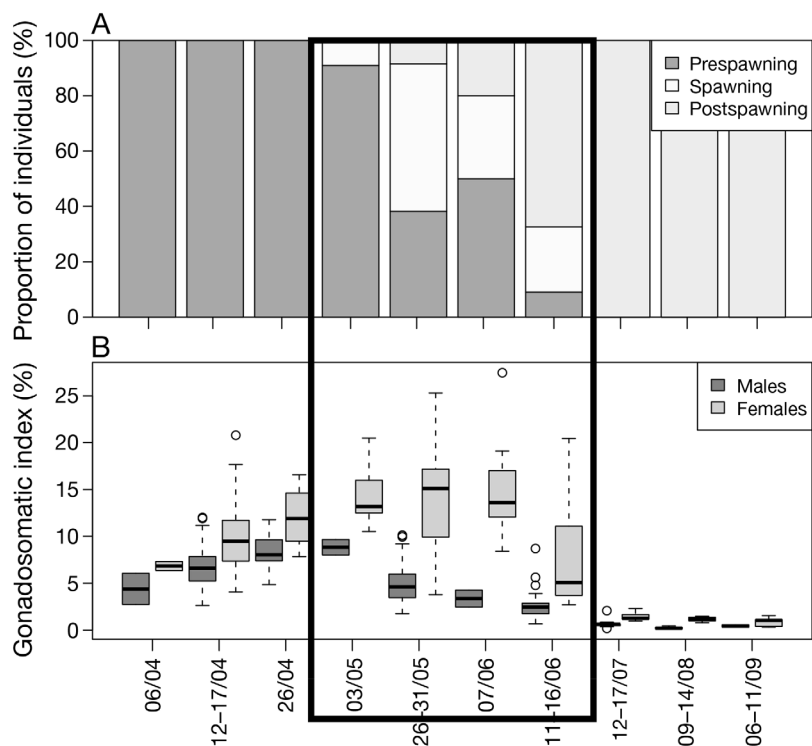 A
Proportion of individuals (%)
100
80
60
40
20
0
Prespawning
Spawning
Postspawning
B
Gonadosomatic index (%)
25
20
15
10
5
0
Males
Females
06/04
12–17/04
26/04
03/05
26–31/05
07/06
11–16/06
12–17/07
09–14/08
06–11/09